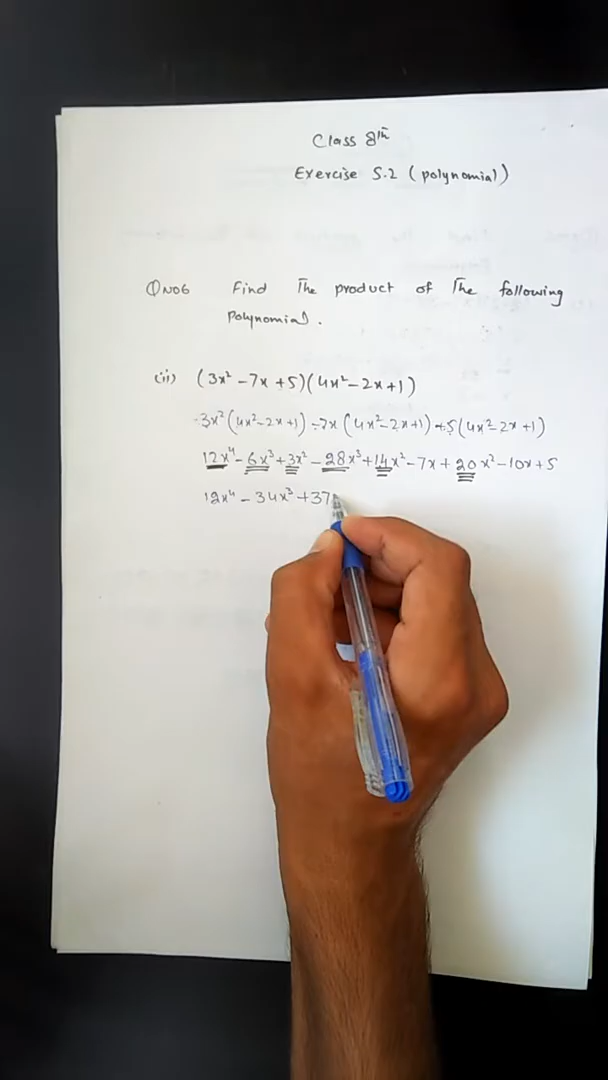 Class 8th
Exercise 5.2 (polynomial)
QNO6 Find The product of The following
polynomial.
(ii) (3x² - 7x + 5)(4x² - 2x + 1)
3x²(4x² - 2x + 1) - 7x(4x² - 2x + 1) + 5(4x² - 2x + 1)
12x⁴ - 6x³ + 3x² - 28x³ + 14x² - 7x + 20x² - 10x + 5
12x⁴ - 34x³ + 37